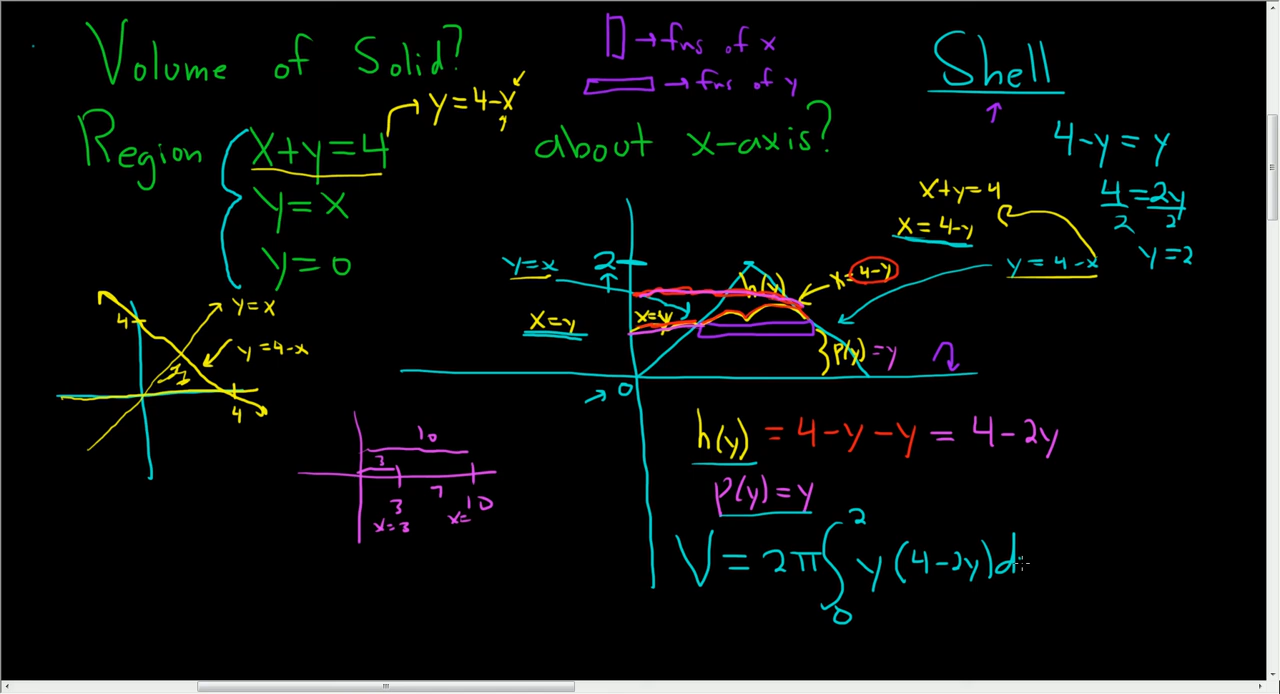 Volume of Solid?
Region
x+y=4
y=4-x
y=x
y=0
→ fns of x
→ fns of y
about x-axis?
Shell
4-y=y
4/2=2y/2
y=2
x+y=4
x=4-y
y=4-x
y=x
x=y
2
0
x=y
h(y)
x=4-y
p(y)=y
4
y=x
y=4-x
4
10
3
3
7
10
x=3
x=
h(y)=4-y-y=4-2y
p(y)=y
V=2π∫₀² y(4-2y)d